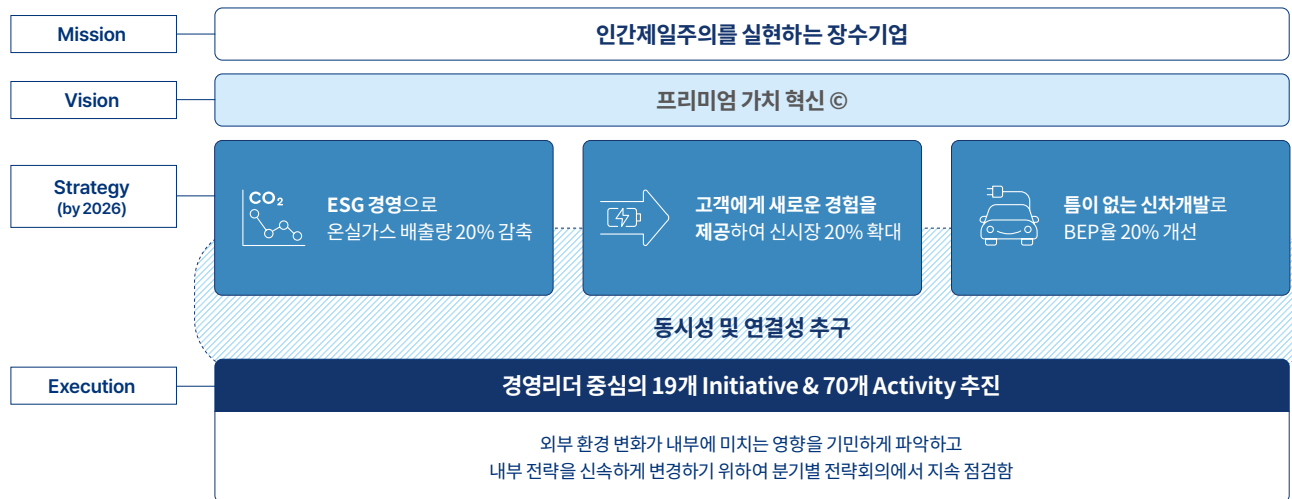 Mission
인간제일주의를 실현하는 장수기업
Vision
프리미엄 가치 혁신 ©
Strategy
(by 2026)
CO₂
ESG 경영으로
온실가스 배출량 20% 감축
고객에게 새로운 경험을
제공하여 신시장 20% 확대
틈이 없는 신차개발로
BEP율 20% 개선
동시성 및 연결성 추구
Execution
경영리더 중심의 19개 Initiative & 70개 Activity 추진
외부 환경 변화가 내부에 미치는 영향을 기민하게 파악하고
내부 전략을 신속하게 변경하기 위하여 분기별 전략회의에서 지속 점검함